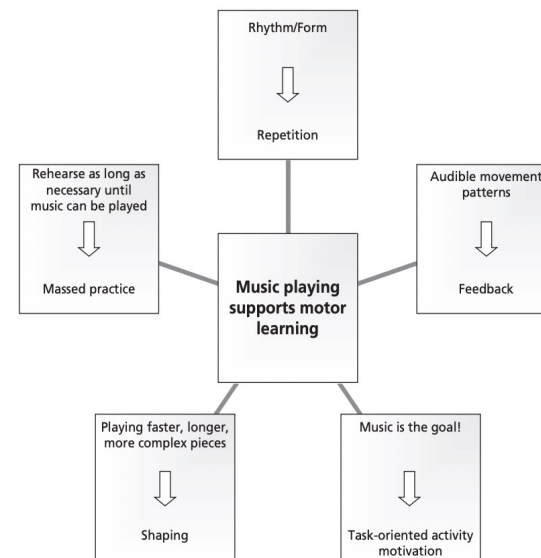 Rhythm/Form
Repetition
Rehearse as long as
necessary until
music can be played
Massed practice
Audible movement
patterns
Feedback
Music playing
supports motor
learning
Playing faster, longer,
more complex pieces
Shaping
Music is the goal!
Task-oriented activity
motivation